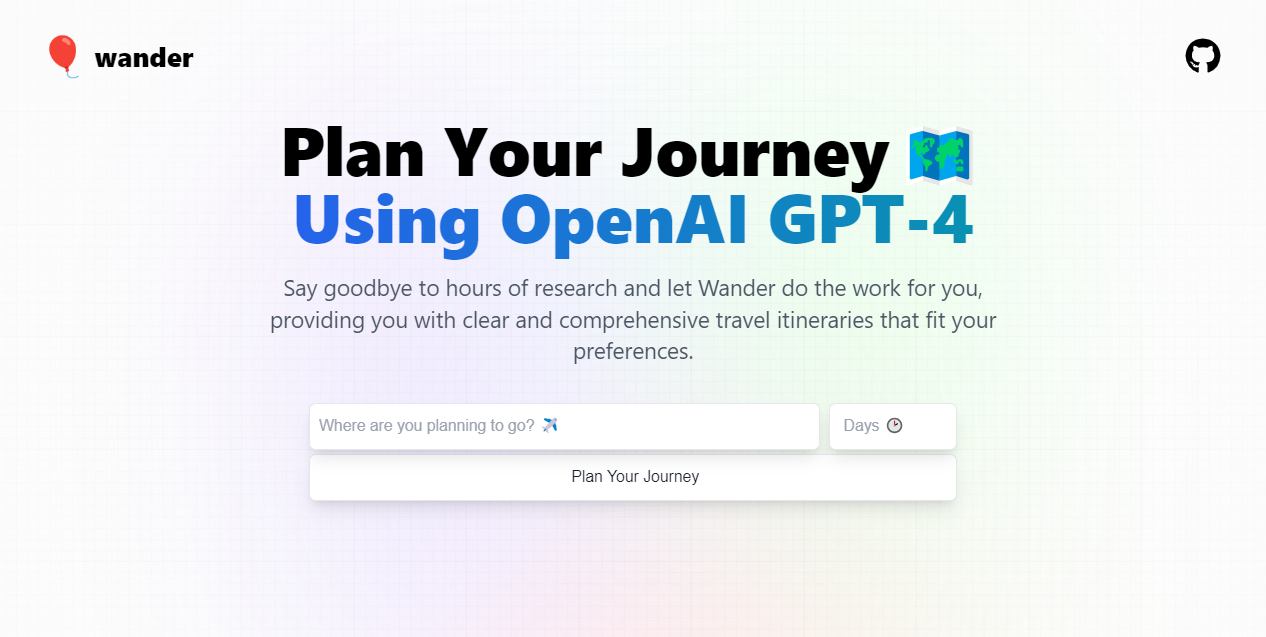 wander
Plan Your Journey 🗺️
Using OpenAI GPT-4
Say goodbye to hours of research and let Wander do the work for you,
providing you with clear and comprehensive travel itineraries that fit your
preferences.
Where are you planning to go? ✈️
Days 🕑
Plan Your Journey